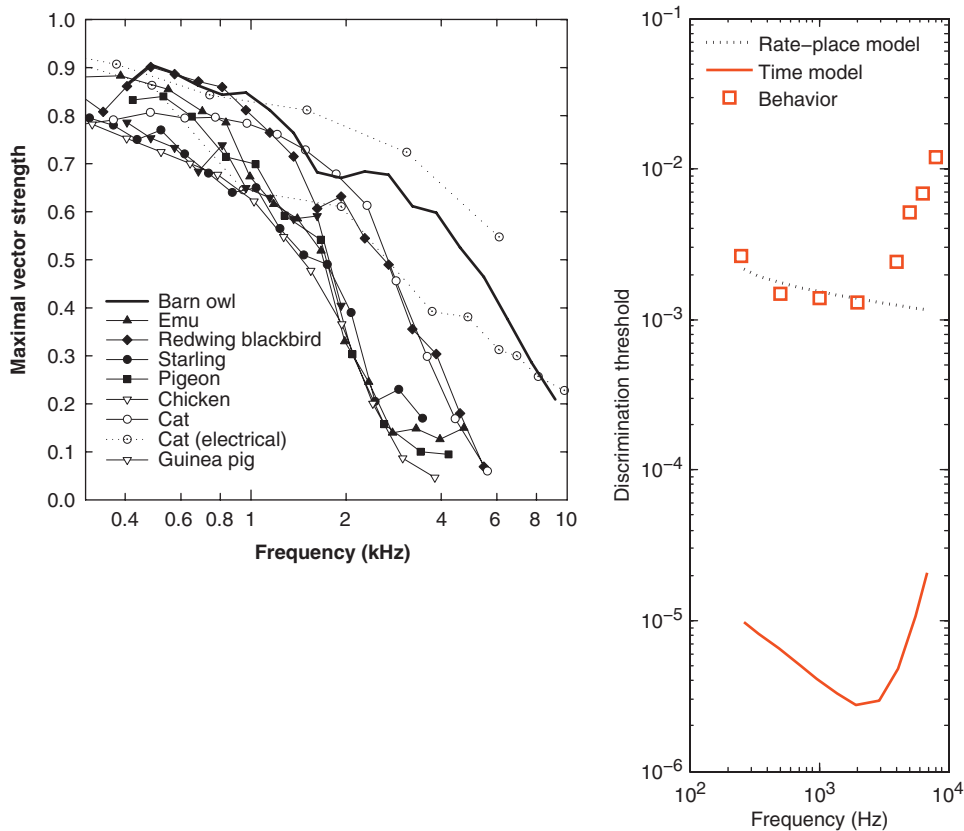 Maximal vector strength
1.0
0.9
0.8
0.7
0.6
0.5
0.4
0.3
0.2
0.1
0.0
Barn owl
Emu
Redwing blackbird
Starling
Pigeon
Chicken
Cat
Cat (electrical)
Guinea pig
0.4 0.6 0.8 1 2 4 6 8 10
Frequency (kHz)
Discrimination threshold
10−1
10−2
10−3
10−4
10−5
10−6
Rate–place model
Time model
Behavior
102 103 104
Frequency (Hz)